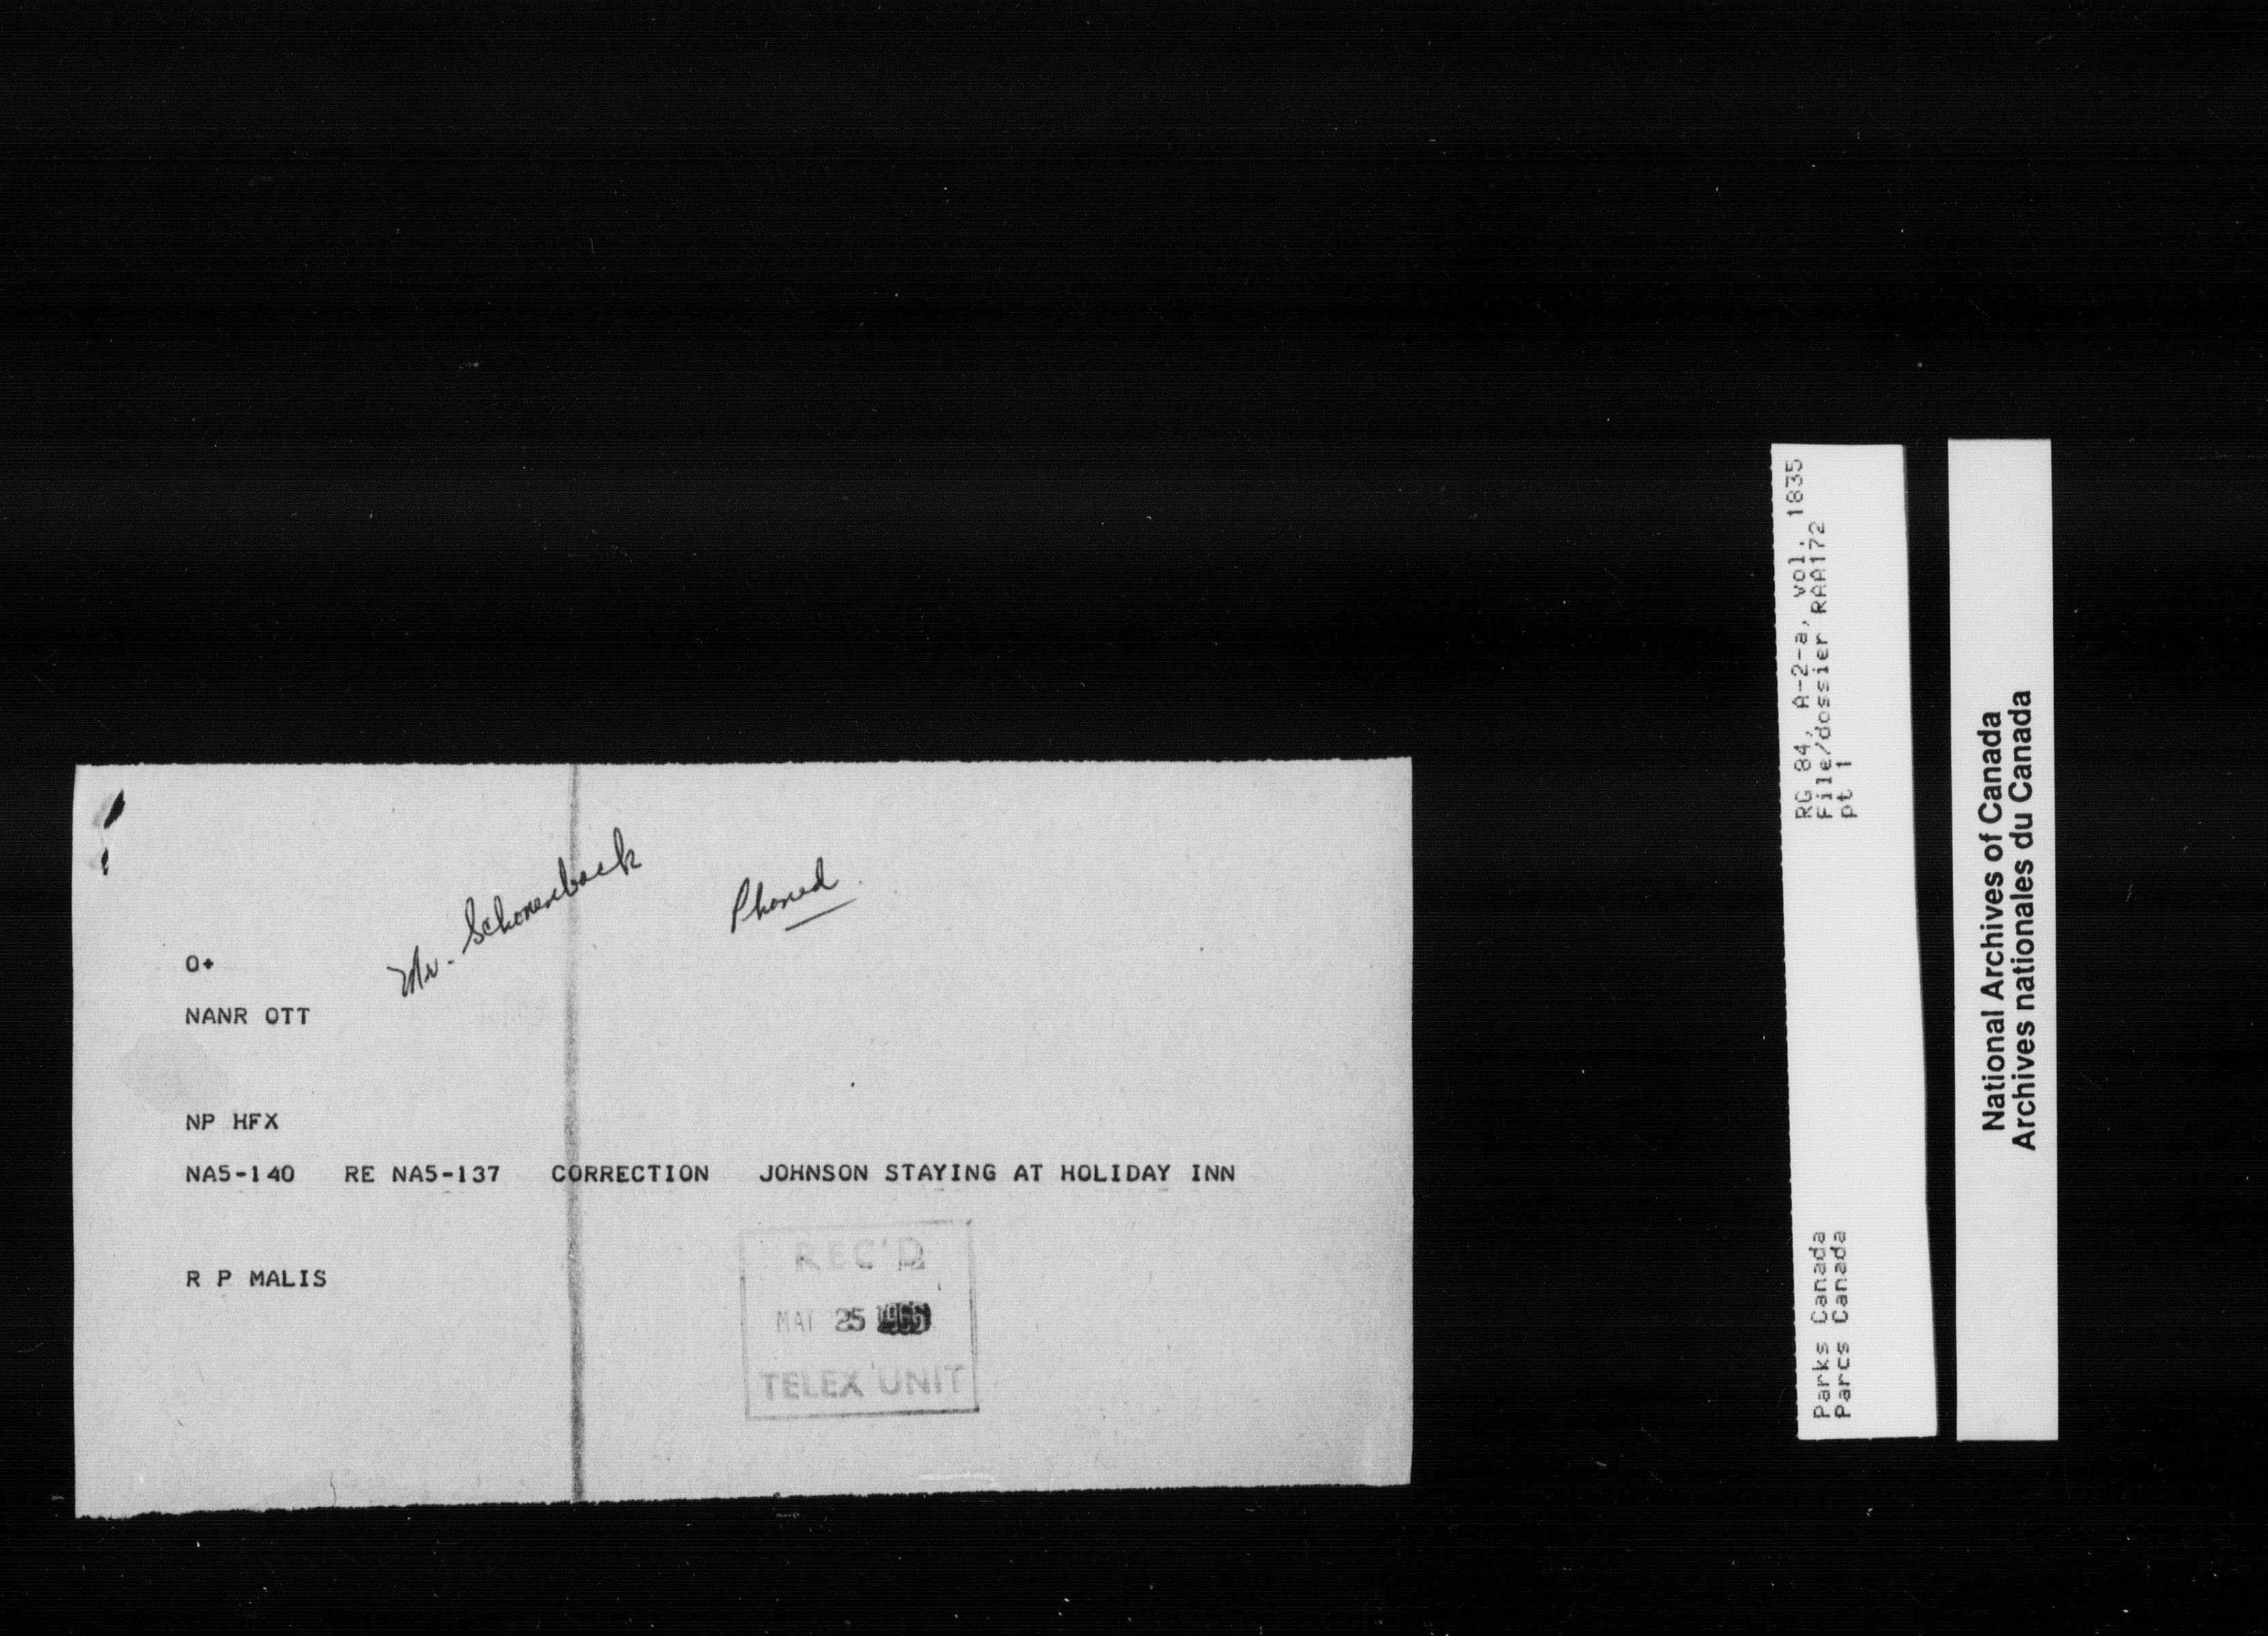 Mr. Schonenback
Phoned
O+
NANR OTT
NP HFX
NA5-140 RE NA5-137 CORRECTION JOHNSON STAYING AT HOLIDAY INN
R P MALIS
REC'D
MAY 25 1966
TELEX UNIT
RG 84, A-2-a, vol. 1835
File/dossier RAA172
pt 1
Parks Canada
Parcs Canada
National Archives of Canada
Archives nationales du Canada